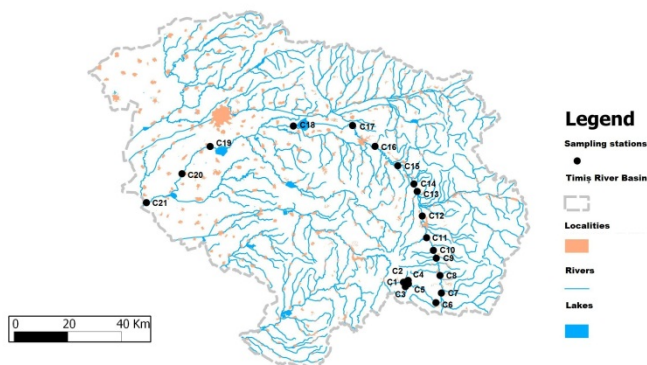 C18
C17
C19
C16
C15
C20
C14
C13
C21
C12
C11
C10
C9
C2
C4
C8
C1
C3
C5
C7
C6
0 20 40 Km
Legend
Sampling stations
Timiș River Basin
Localities
Rivers
Lakes